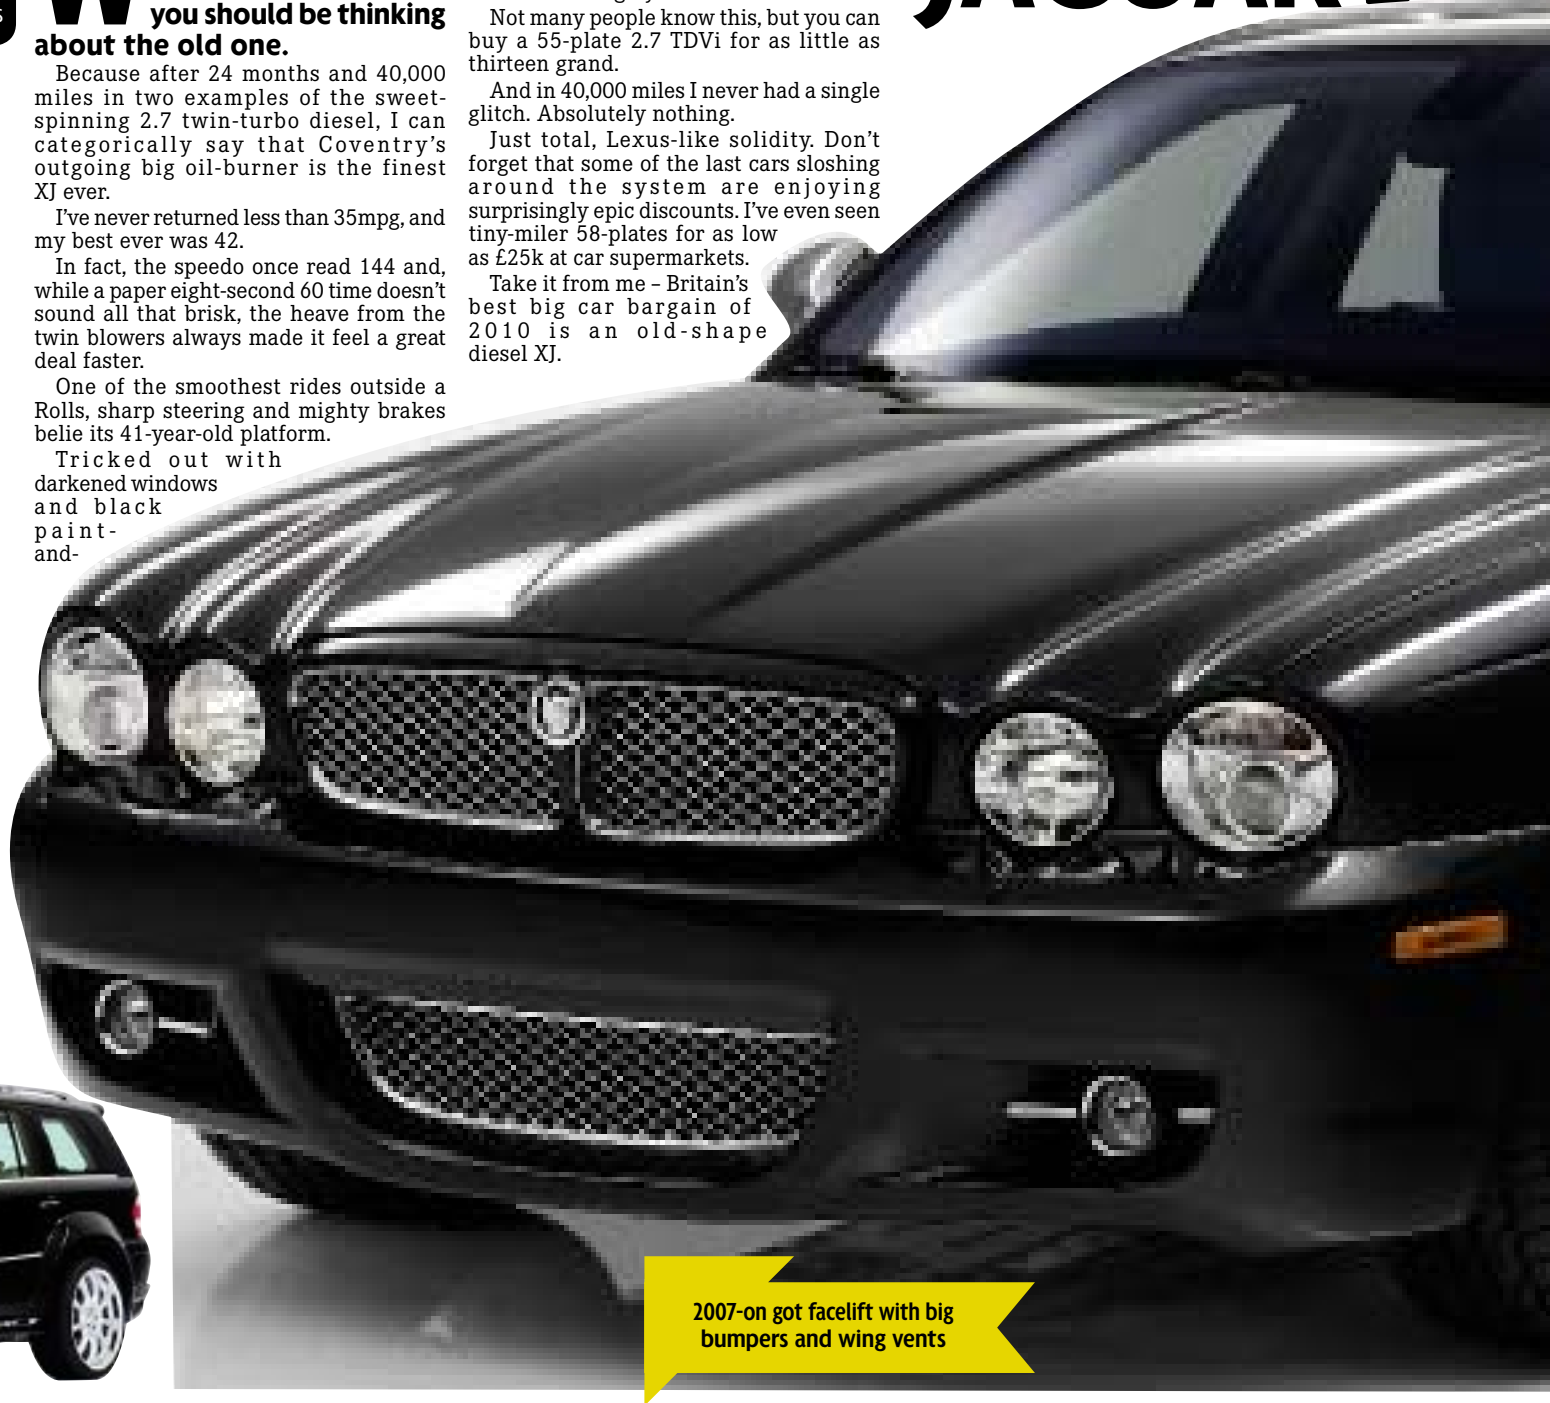 you should be thinking
about the old one.
Because after 24 months and 40,000
miles in two examples of the sweet-
spinning 2.7 twin-turbo diesel, I can
categorically say that Coventry's
outgoing big oil-burner is the finest
XJ ever.
I've never returned less than 35mpg, and
my best ever was 42.
In fact, the speedo once read 144 and,
while a paper eight-second 60 time doesn't
sound all that brisk, the heave from the
twin blowers always made it feel a great
deal faster.
One of the smoothest rides outside a
Rolls, sharp steering and mighty brakes
belie its 41-year-old platform.
Tricked out with
darkened windows
and black
paint-
and-
Not many people know this, but you can
buy a 55-plate 2.7 TDVi for as little as
thirteen grand.
And in 40,000 miles I never had a single
glitch. Absolutely nothing.
Just total, Lexus-like solidity. Don't
forget that some of the last cars sloshing
around the system are enjoying
surprisingly epic discounts. I've even seen
tiny-miler 58-plates for as low
as £25k at car supermarkets.
Take it from me – Britain's
best big car bargain of
2010 is an old-shape
diesel XJ.
JAGUAR
2007-on got facelift with big
bumpers and wing vents